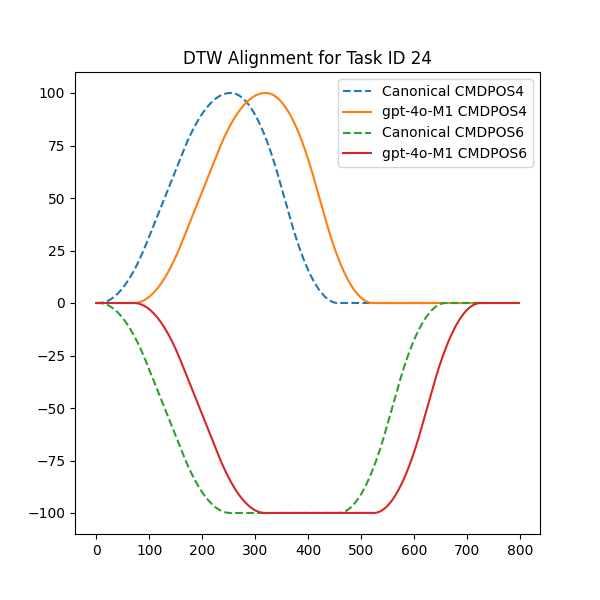 DTW Alignment for Task ID 24
Canonical CMDPOS4
gpt-4o-M1 CMDPOS4
Canonical CMDPOS6
gpt-4o-M1 CMDPOS6
100
75
50
25
0
−25
−50
−75
−100
0 100 200 300 400 500 600 700 800